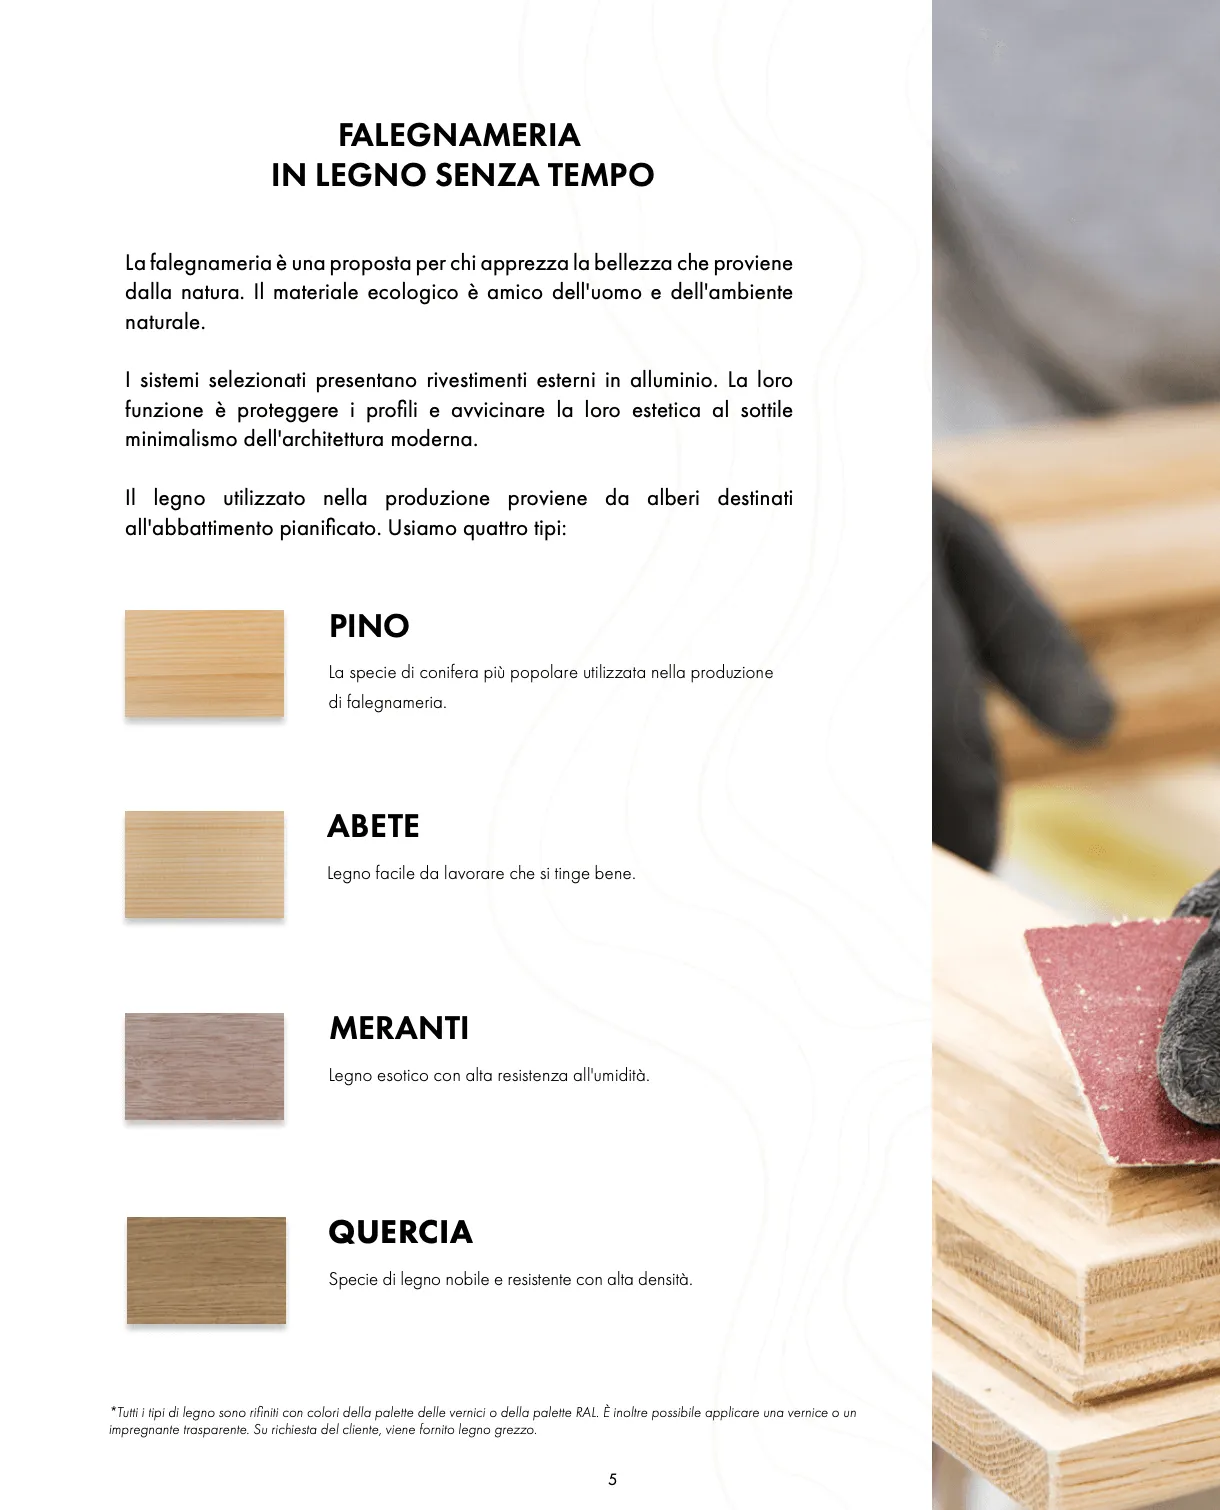 FALEGNAMERIA
IN LEGNO SENZA TEMPO
La falegnameria è una proposta per chi apprezza la bellezza che proviene
dalla natura. Il materiale ecologico è amico dell'uomo e dell'ambiente
naturale.
I sistemi selezionati presentano rivestimenti esterni in alluminio. La loro
funzione è proteggere i profili e avvicinare la loro estetica al sottile
minimalismo dell'architettura moderna.
Il legno utilizzato nella produzione proviene da alberi destinati
all'abbattimento pianificato. Usiamo quattro tipi:
PINO
La specie di conifera più popolare utilizzata nella produzione
di falegnameria.
ABETE
Legno facile da lavorare che si tinge bene.
MERANTI
Legno esotico con alta resistenza all'umidità.
QUERCIA
Specie di legno nobile e resistente con alta densità.
*Tutti i tipi di legno sono rifiniti con colori della palette delle vernici o della palette RAL. È inoltre possibile applicare una vernice o un
impregnante trasparente. Su richiesta del cliente, viene fornito legno grezzo.
5